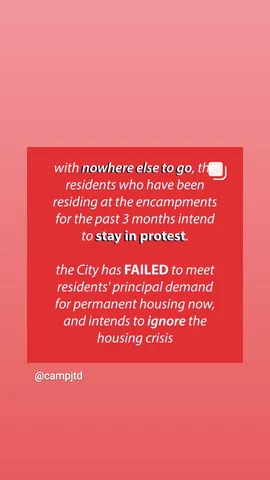 with nowhere else to go, the
residents who have been
residing at the encampments
for the past 3 months intend
to stay in protest.
the City has FAILED to meet
residents' principal demand
for permanent housing now,
and intends to ignore the
housing crisis
@campjtd